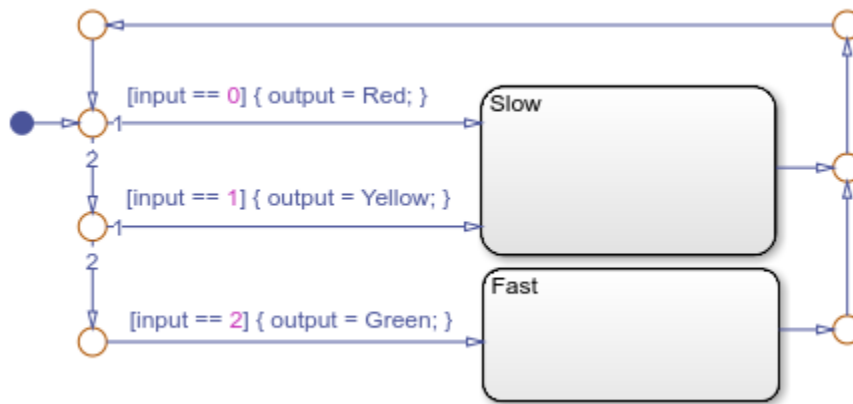 [input == 0] { output = Red; }
Slow
1
2
[input == 1] { output = Yellow; }
1
2
Fast
[input == 2] { output = Green; }